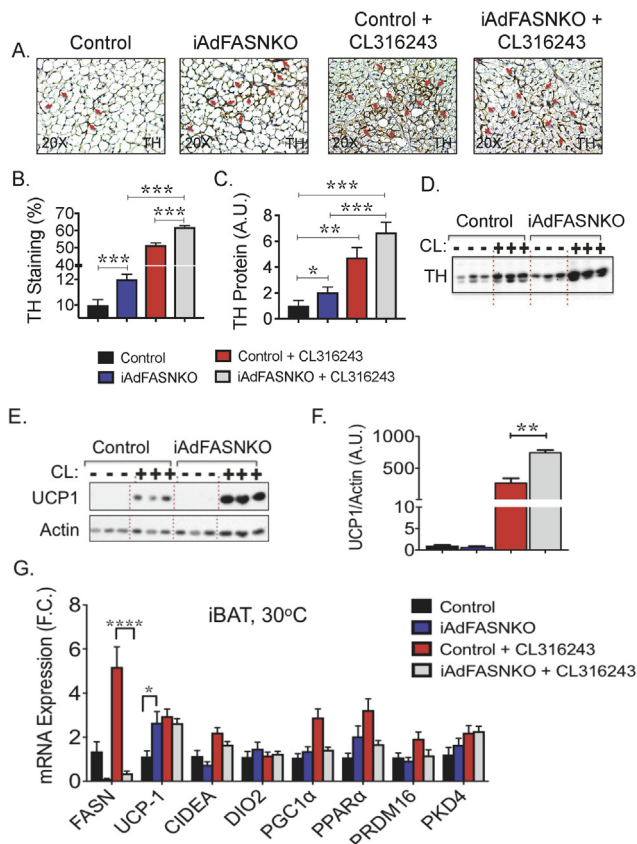 A.
Control
iAdFASNKO
Control +
CL316243
iAdFASNKO +
CL316243
20X TH
20X TH
20X TH
20X TH
B.
TH Staining (%)
70
60
50
40
12
10
***
***
***
C.
TH Protein (A.U.)
8
6
4
2
0
***
***
**
*
D.
Control iAdFASNKO
CL: - - - + + + - - - + + +
TH
Control
iAdFASNKO
Control + CL316243
iAdFASNKO + CL316243
E.
Control iAdFASNKO
CL: - - - + + + - - - + + +
UCP1
Actin
F.
UCP1/Actin (A.U.)
1000
500
10
5
0
**
G.
mRNA Expression (F.C.)
8
6
4
2
0
iBAT, 30°C
****
*
Control
iAdFASNKO
Control + CL316243
iAdFASNKO + CL316243
FASN
UCP-1
CIDEA
DIO2
PGC1α
PPARα
PRDM16
PKD4